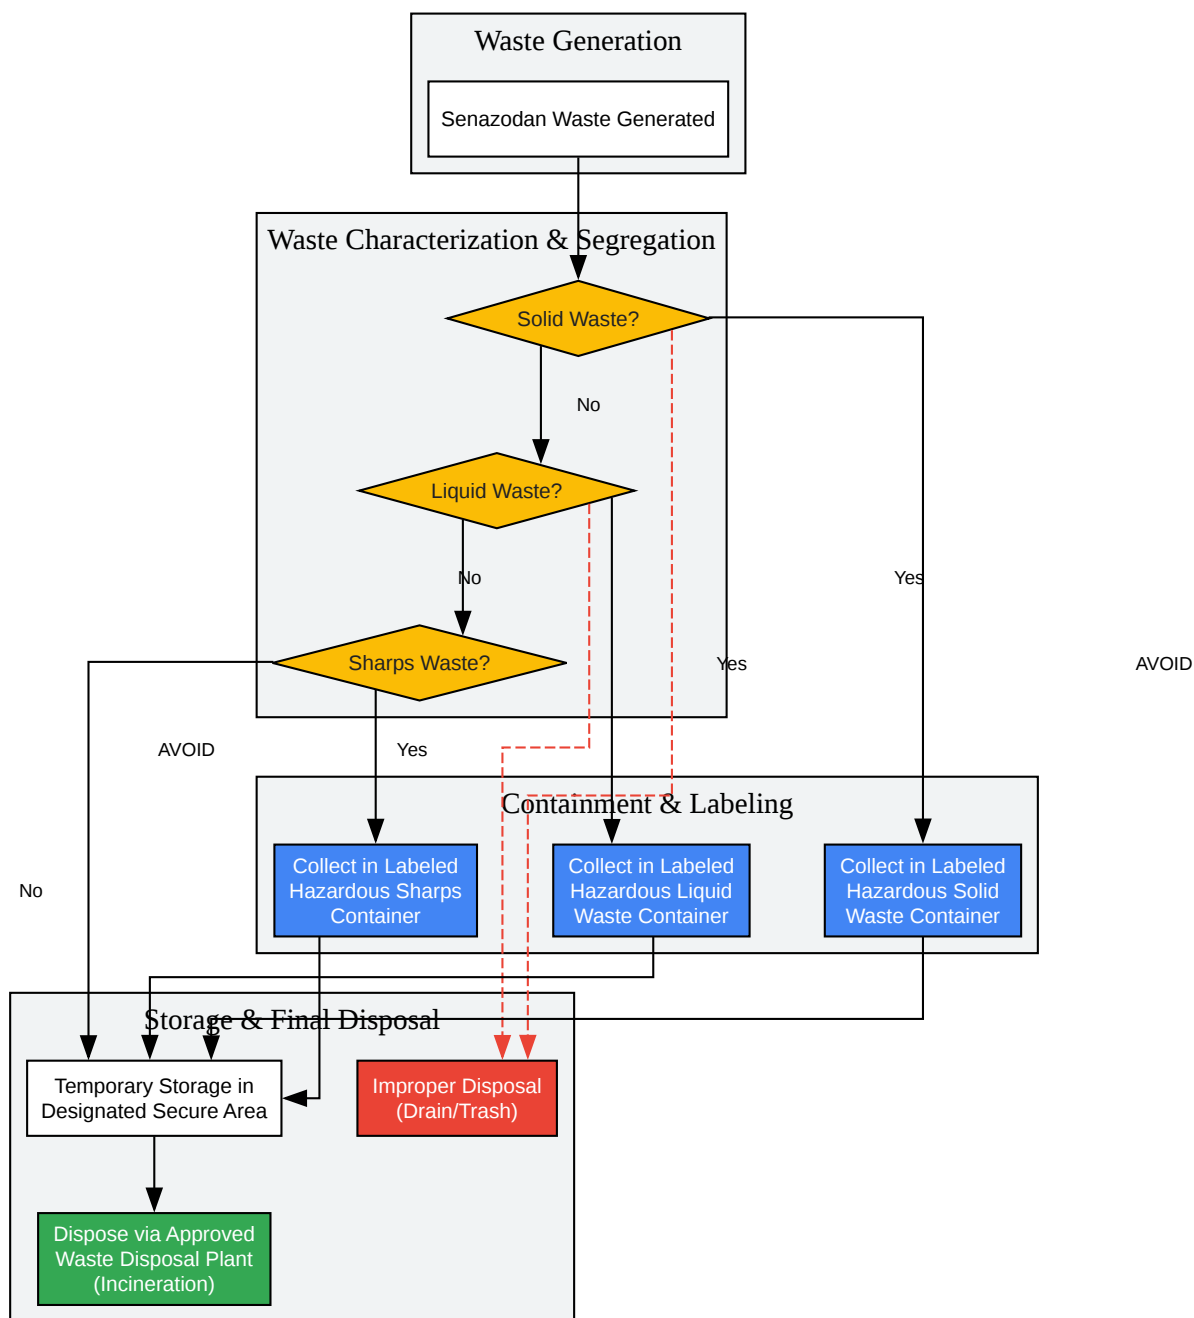 Waste Generation
Senazodan Waste Generated
Waste Characterization & Segregation
Solid Waste?
No
Liquid Waste?
No
Yes
Sharps Waste?
Yes
AVOID
AVOID
Yes
Containment & Labeling
Collect in Labeled
Hazardous Sharps
Container
Collect in Labeled
Hazardous Liquid
Waste Container
Collect in Labeled
Hazardous Solid
Waste Container
No
Storage & Final Disposal
Temporary Storage in
Designated Secure Area
Improper Disposal
(Drain/Trash)
Dispose via Approved
Waste Disposal Plant
(Incineration)